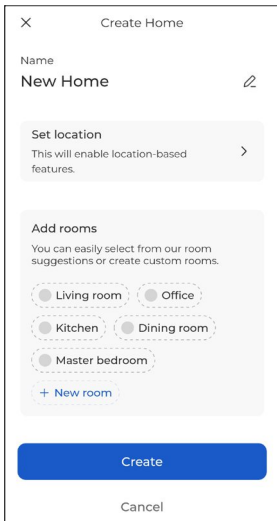 Create Home
Name
New Home
Set location
This will enable location-based
features.
Add rooms
You can easily select from our room
suggestions or create custom rooms.
Living room
Office
Kitchen
Dining room
Master bedroom
+ New room
Create
Cancel